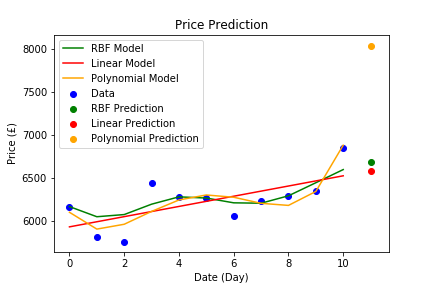 Price Prediction
8000
7500
7000
6500
6000
Price (£)
RBF Model
Linear Model
Polynomial Model
Data
RBF Prediction
Linear Prediction
Polynomial Prediction
0 2 4 6 8 10
Date (Day)